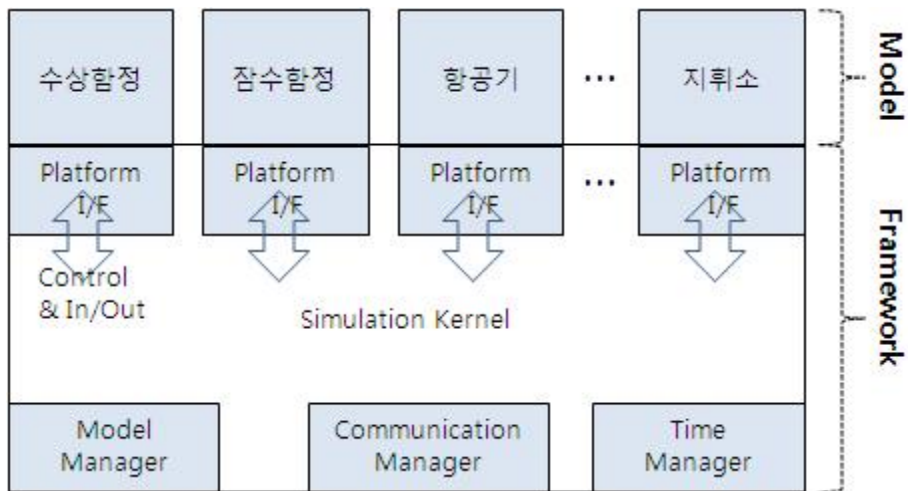 수상함정
잠수함정
항공기
...
지휘소
Model
Platform
I/F
Platform
I/F
Platform
I/F
...
Platform
I/F
Framework
Control
& In/Out
Simulation Kernel
Model
Manager
Communication
Manager
Time
Manager